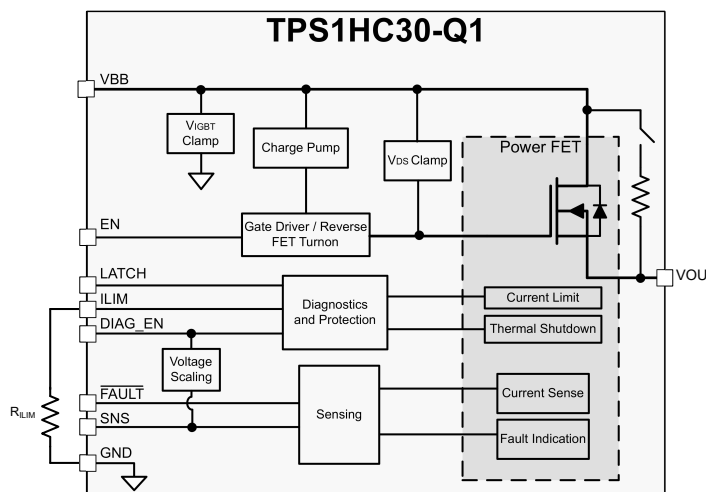 TPS1HC30-Q1
VBB
VIGBT
Clamp
Charge Pump
VDS Clamp
Power FET
EN
Gate Driver / Reverse
FET Turnon
VOU
LATCH
ILIM
DIAG_EN
Diagnostics
and Protection
Current Limit
Thermal Shutdown
Voltage
Scaling
RILIM
FAULT
SNS
GND
Sensing
Current Sense
Fault Indication